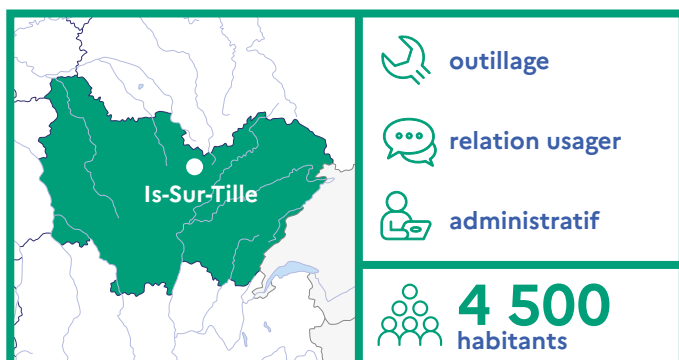 Is-Sur-Tille
outillage
relation usager
administratif
4 500
habitants